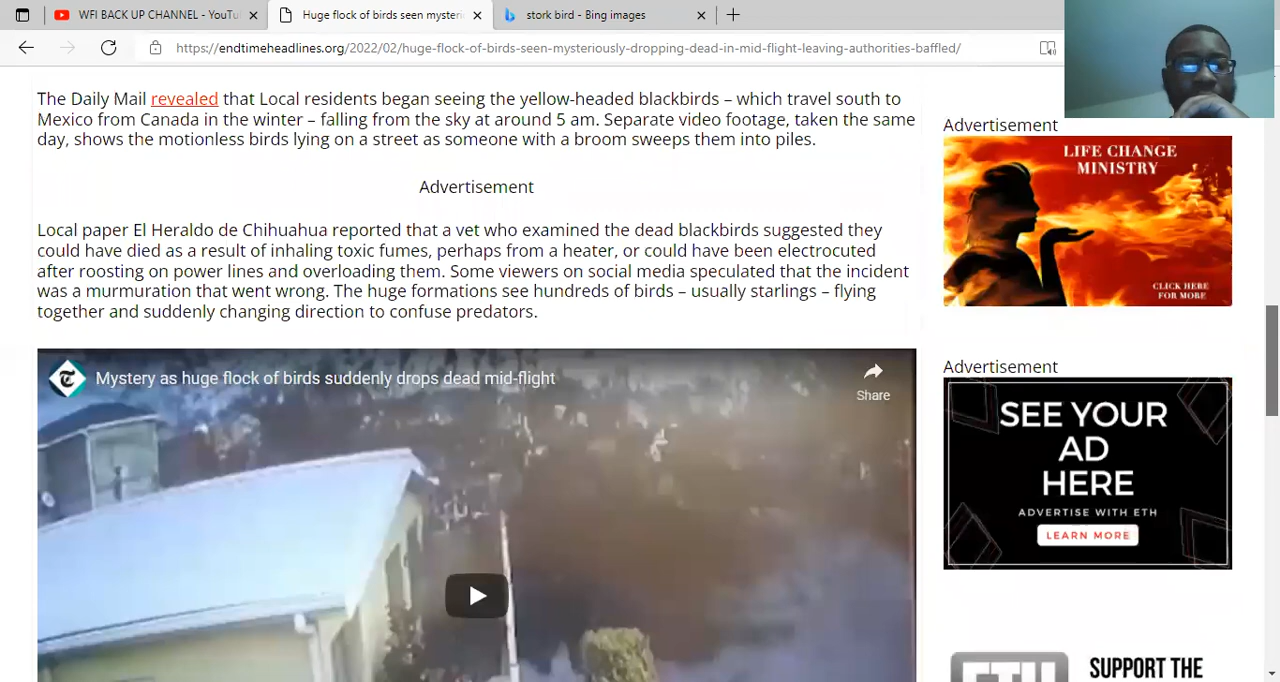 WFI BACK UP CHANNEL - YouTu
Huge flock of birds seen mysteri
stork bird - Bing images
https://endtimeheadlines.org/2022/02/huge-flock-of-birds-seen-mysteriously-dropping-dead-in-mid-flight-leaving-authorities-baffled/
The Daily Mail revealed that Local residents began seeing the yellow-headed blackbirds – which travel south to
Mexico from Canada in the winter – falling from the sky at around 5 am. Separate video footage, taken the same
day, shows the motionless birds lying on a street as someone with a broom sweeps them into piles.
Advertisement
Local paper El Heraldo de Chihuahua reported that a vet who examined the dead blackbirds suggested they
could have died as a result of inhaling toxic fumes, perhaps from a heater, or could have been electrocuted
after roosting on power lines and overloading them. Some viewers on social media speculated that the incident
was a murmuration that went wrong. The huge formations see hundreds of birds – usually starlings – flying
together and suddenly changing direction to confuse predators.
Mystery as huge flock of birds suddenly drops dead mid-flight
Share
Advertisement
LIFE CHANGE
MINISTRY
CLICK HERE
FOR MORE
Advertisement
SEE YOUR
AD
HERE
ADVERTISE WITH ETH
LEARN MORE
ETH
SUPPORT THE